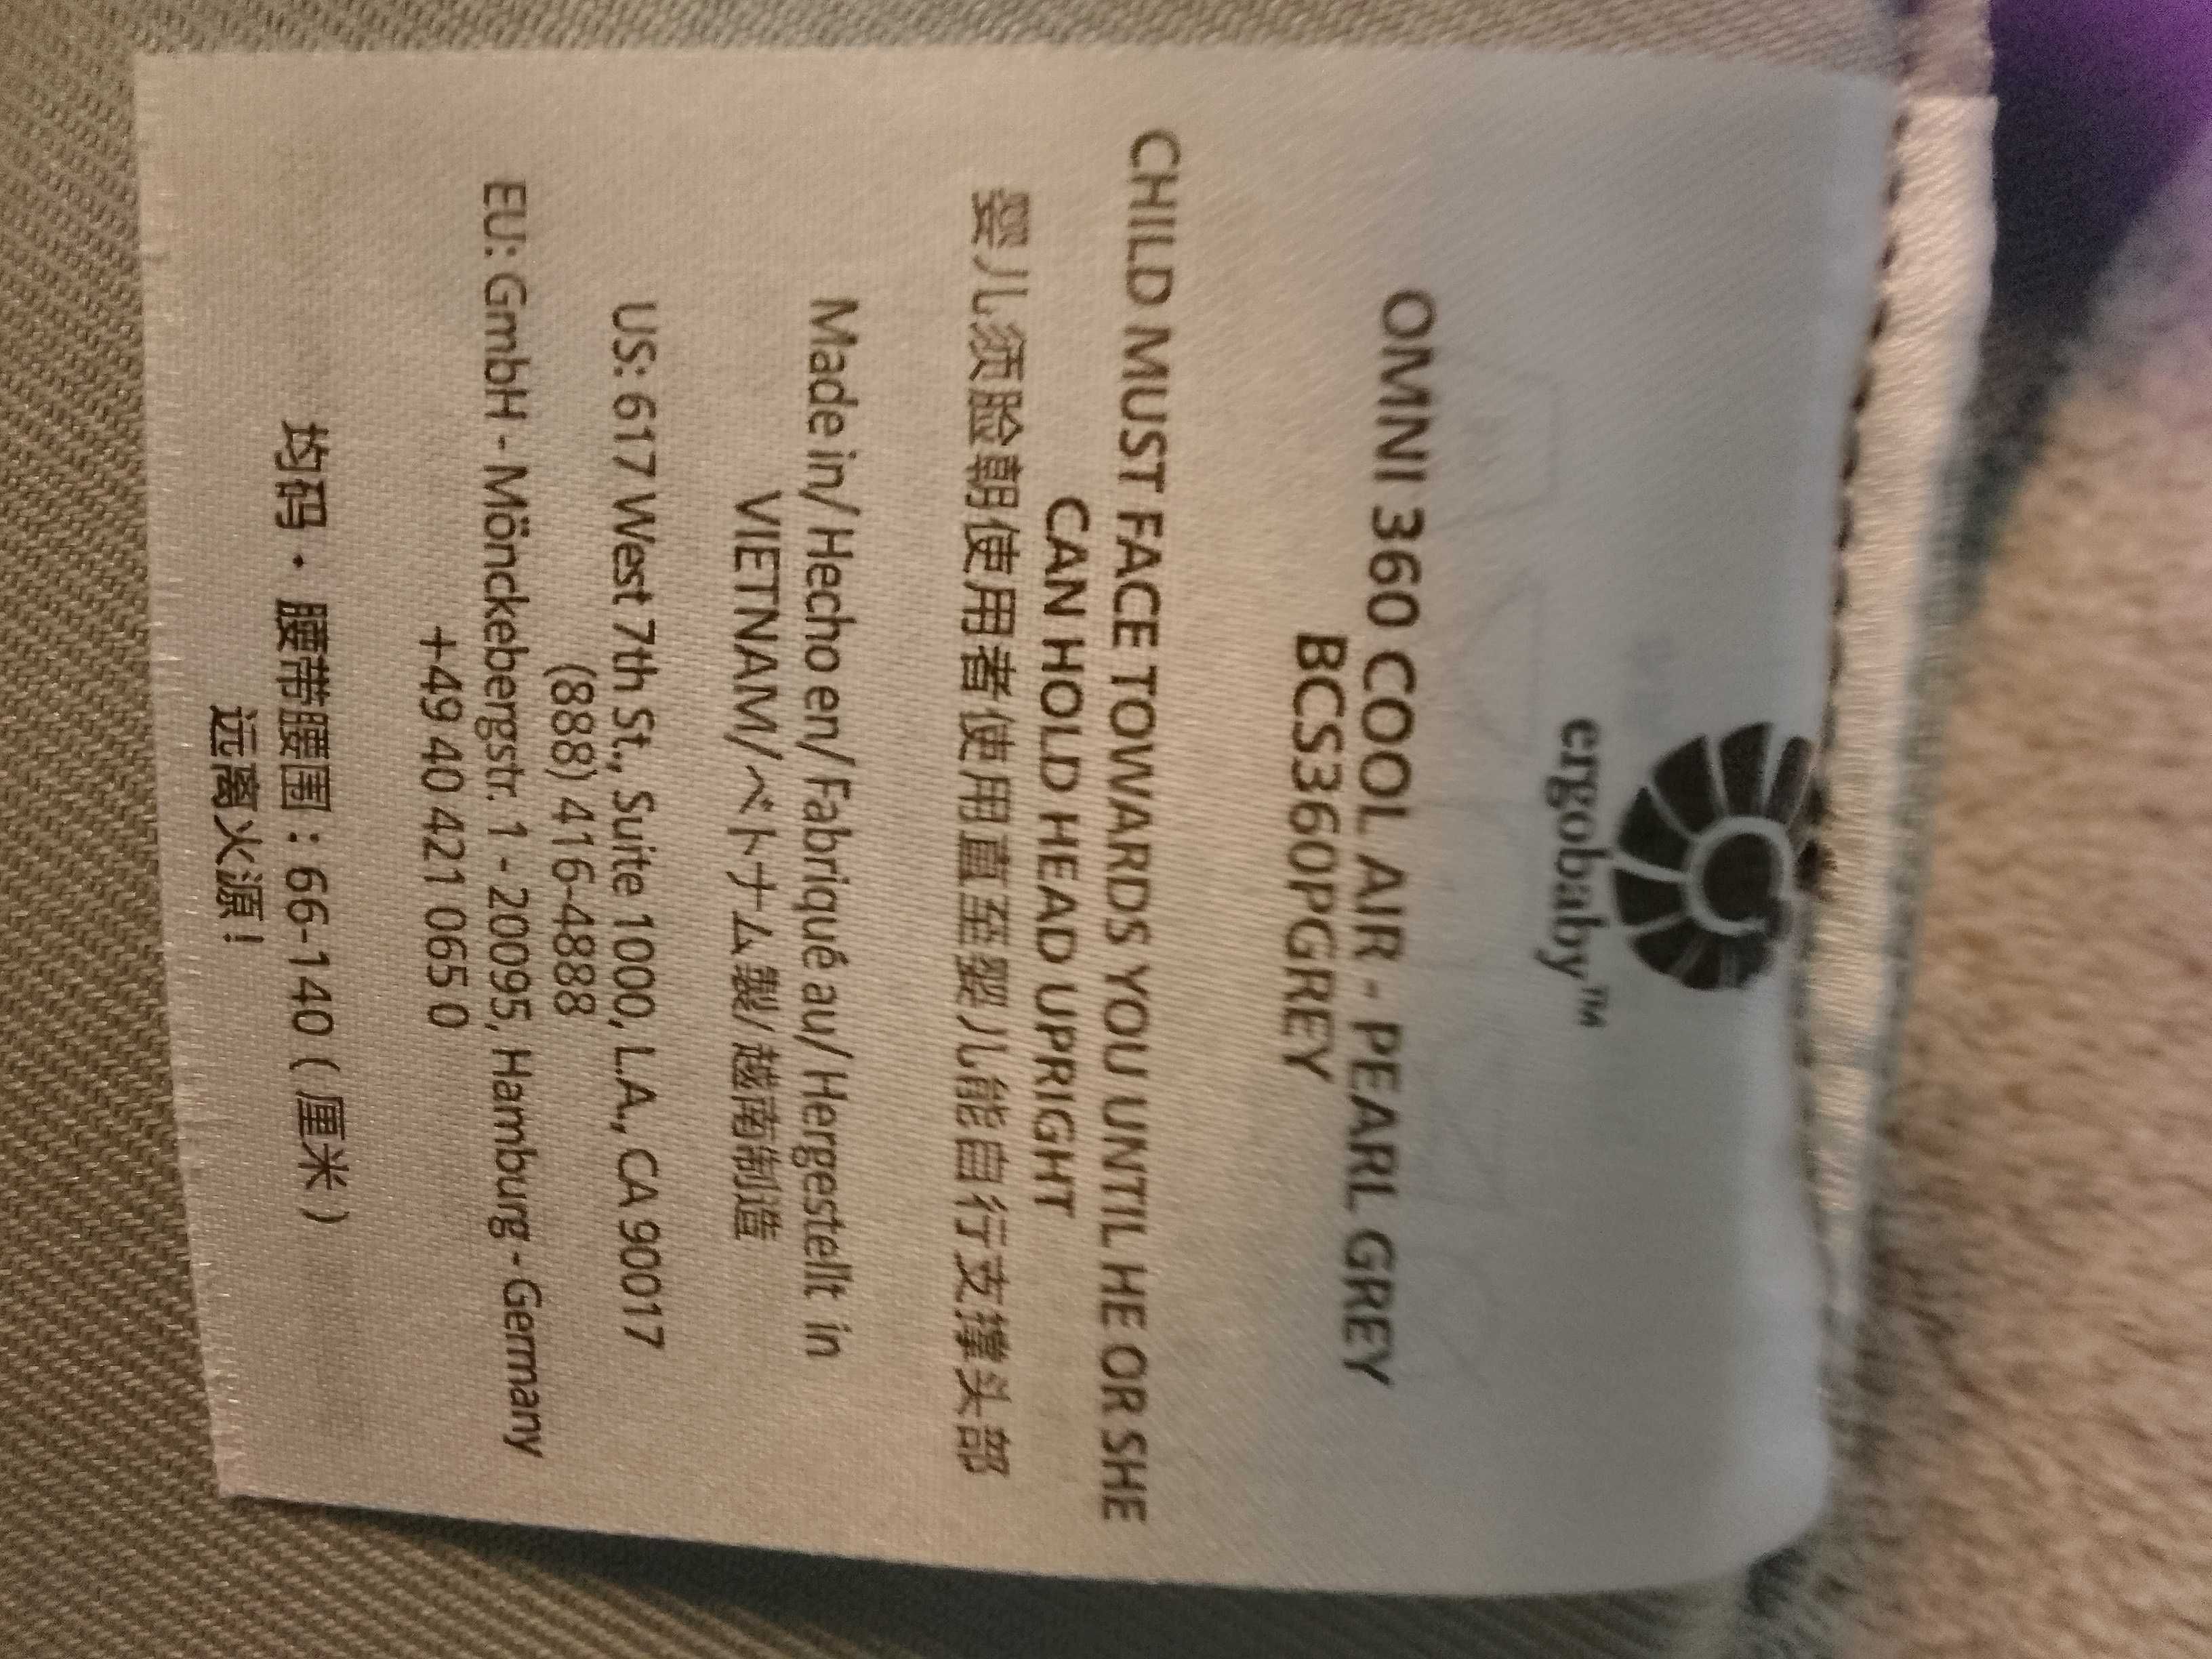 ergobaby™
OMNI 360 COOL AIR - PEARL GREY
BCS360PGREY
CHILD MUST FACE TOWARDS YOU UNTIL HE OR SHE
CAN HOLD HEAD UPRIGHT
婴儿须脸朝使用者使用直至婴儿能自行支撑头部
Made in/ Hecho en/ Fabriqué au/ Hergestellt in
VIETNAM/ベトナム製/越南制造
US: 617 West 7th St., Suite 1000, L.A., CA 90017
(888) 416-4888
EU: GmbH - Mönckebergstr. 1 - 20095, Hamburg - Germany
+49 40 421 065 0
均码・腰带腰围：66-140（厘米）
远离火源！